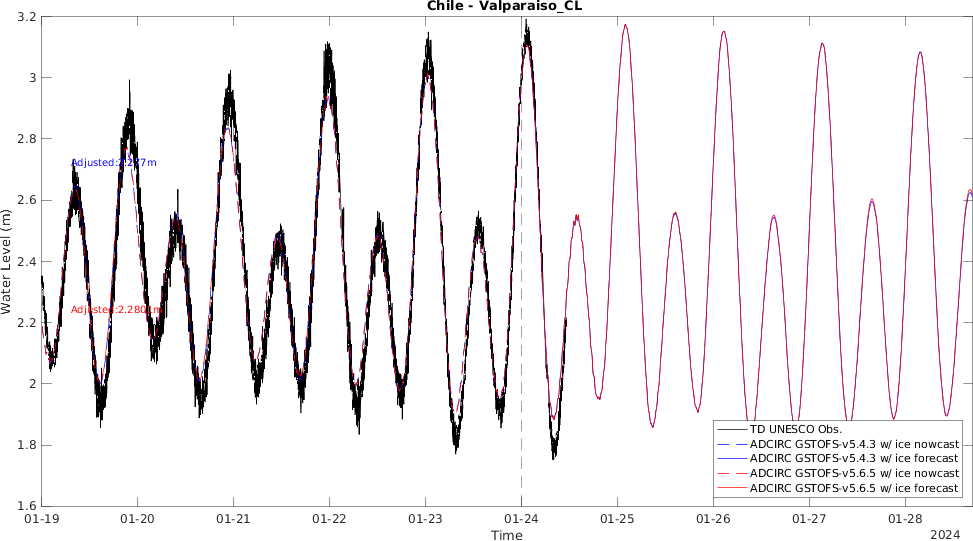 Chile - Valparaiso_CL
Water Level (m)
3.2
3
2.8
2.6
2.4
2.2
2
1.8
1.6
Adjusted:2.277m
Adjusted:2.2801m
TD UNESCO Obs.
ADCIRC GSTOFS-v5.4.3 w/ ice nowcast
ADCIRC GSTOFS-v5.4.3 w/ ice forecast
ADCIRC GSTOFS-v5.6.5 w/ ice nowcast
ADCIRC GSTOFS-v5.6.5 w/ ice forecast
01-19 01-20 01-21 01-22 01-23 01-24 01-25 01-26 01-27 01-28
Time
2024